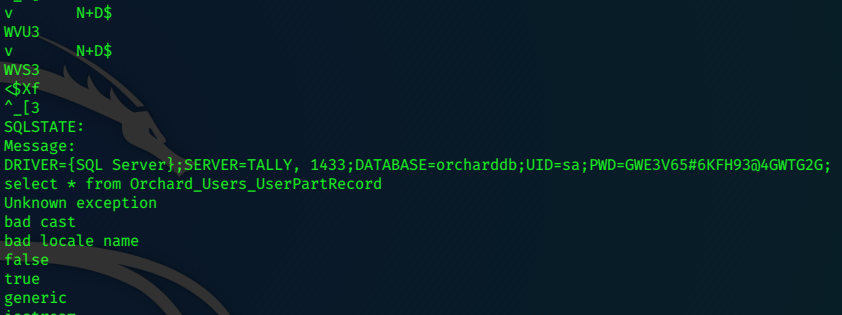 v       N+D$
WVU3
v       N+D$
WVS3
<$Xf
^_[3
SQLSTATE:
Message:
DRIVER={SQL Server};SERVER=TALLY, 1433;DATABASE=orcharddb;UID=sa;PWD=GWE3V65#6KFH93@4GWTG2G;
select * from Orchard_Users_UserPartRecord
Unknown exception
bad cast
bad locale name
false
true
generic